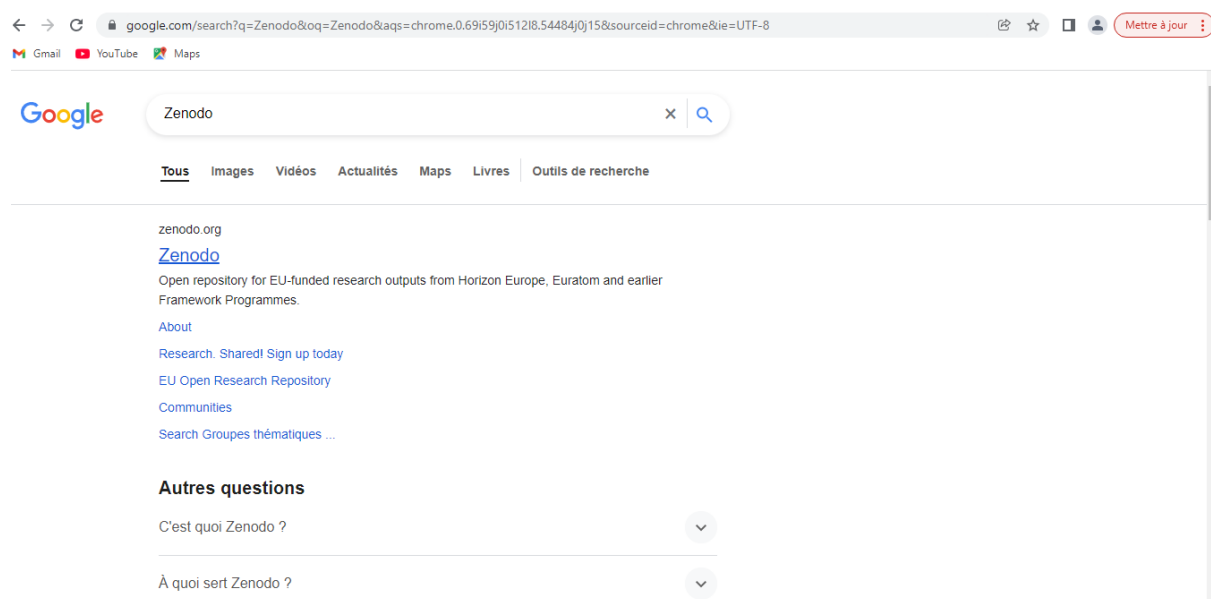 google.com/search?q=Zenodo&oq=Zenodo&aqs=chrome.0.69i59j0i512l8.54484j0j15&sourceid=chrome&ie=UTF-8
Mettre à jour
Gmail YouTube Maps
Google
Zenodo
Tous Images Vidéos Actualités Maps Livres Outils de recherche
zenodo.org
Zenodo
Open repository for EU-funded research outputs from Horizon Europe, Euratom and earlier
Framework Programmes.
About
Research. Shared! Sign up today
EU Open Research Repository
Communities
Search Groupes thématiques ...
Autres questions
C'est quoi Zenodo ?
À quoi sert Zenodo ?